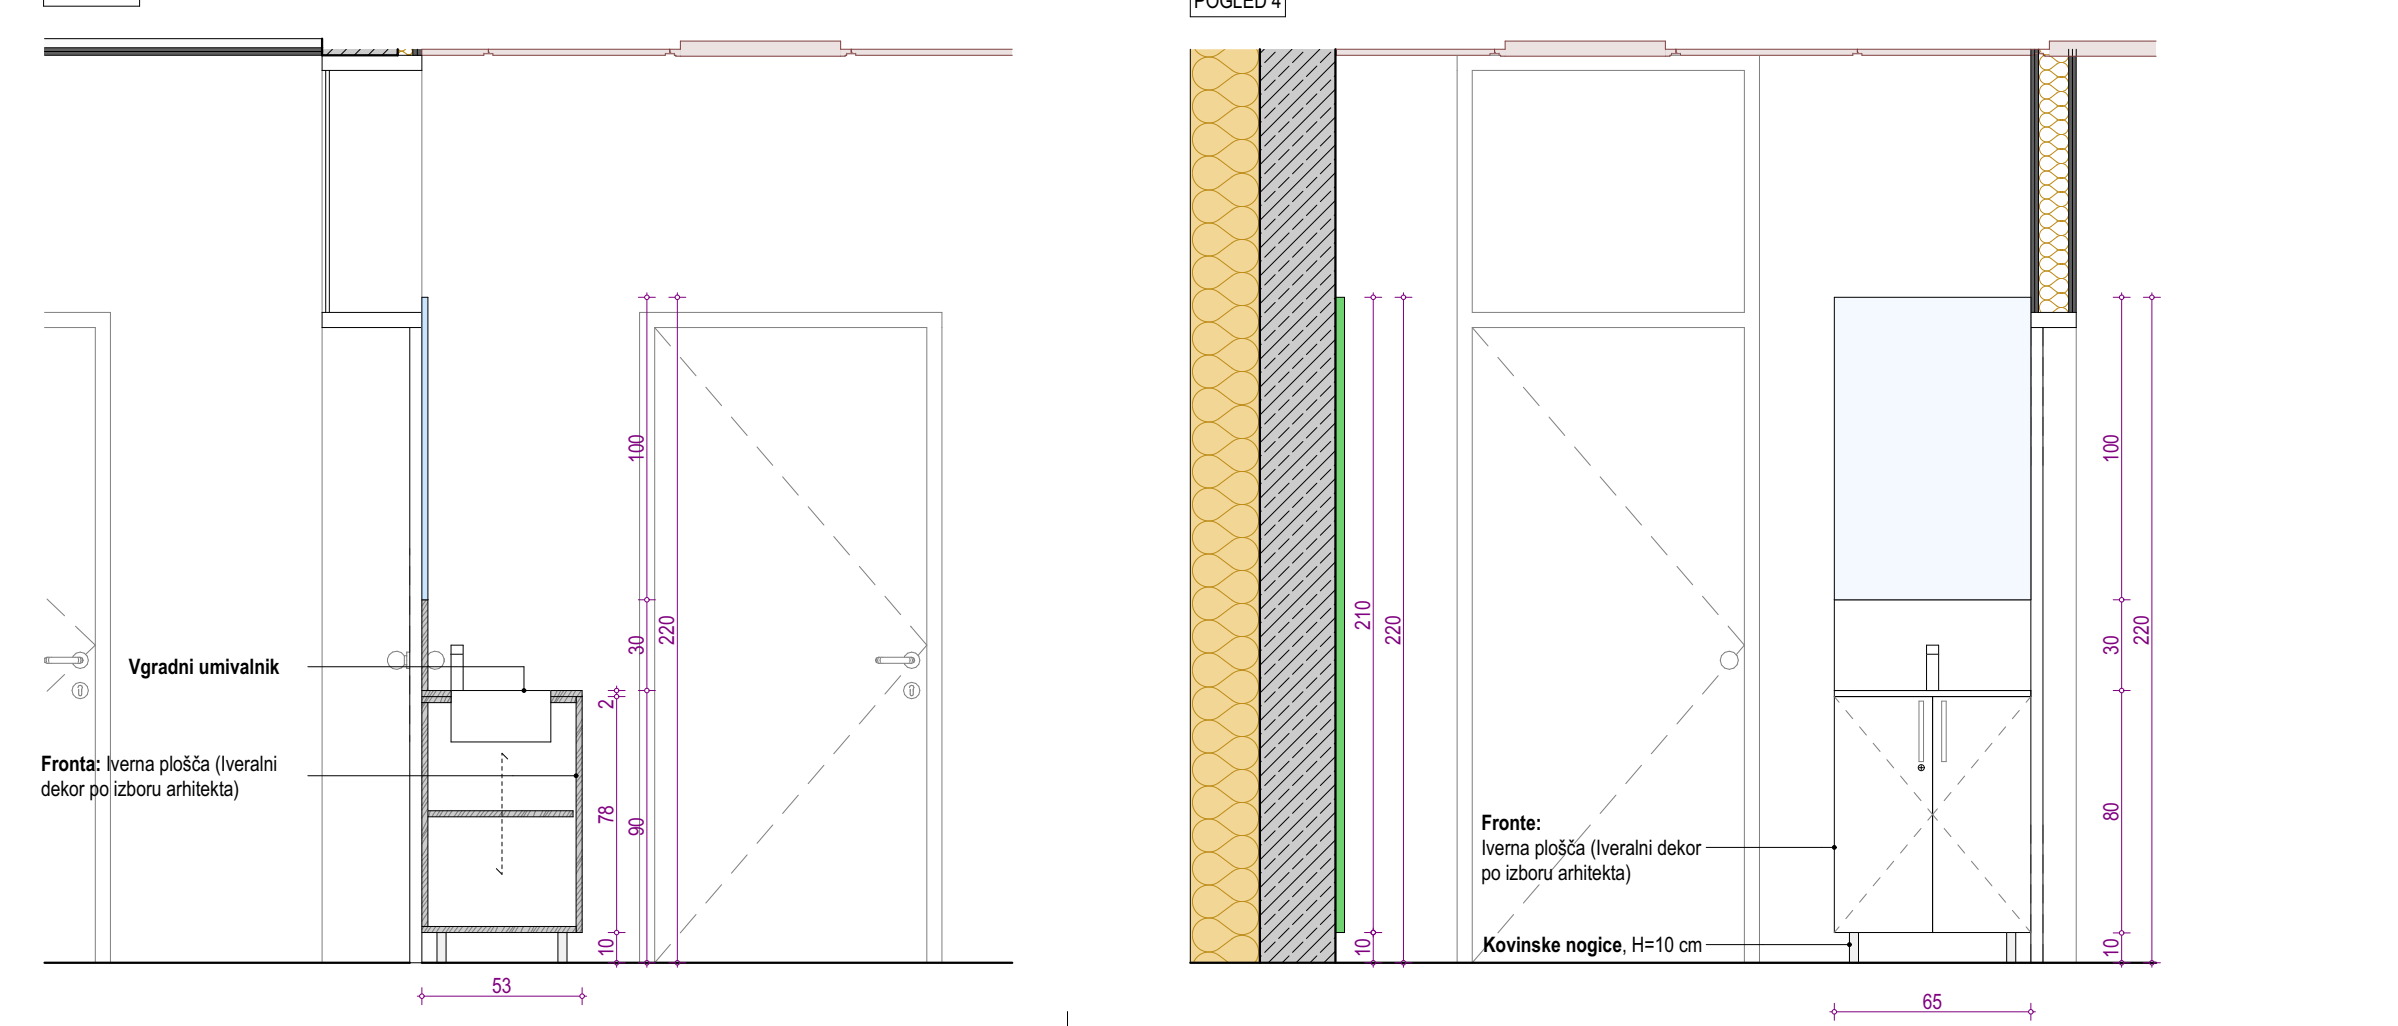 POGLED 4
100
30
220
2
78
90
10
53
Vgradni umivalnik
Fronta: Iverna plošča (Iveralni
dekor po izboru arhitekta)
210
220
10
Fronte:
Iverna plošča (Iveralni dekor
po izboru arhitekta)
Kovinske nogice, H=10 cm
100
30
220
80
10
65